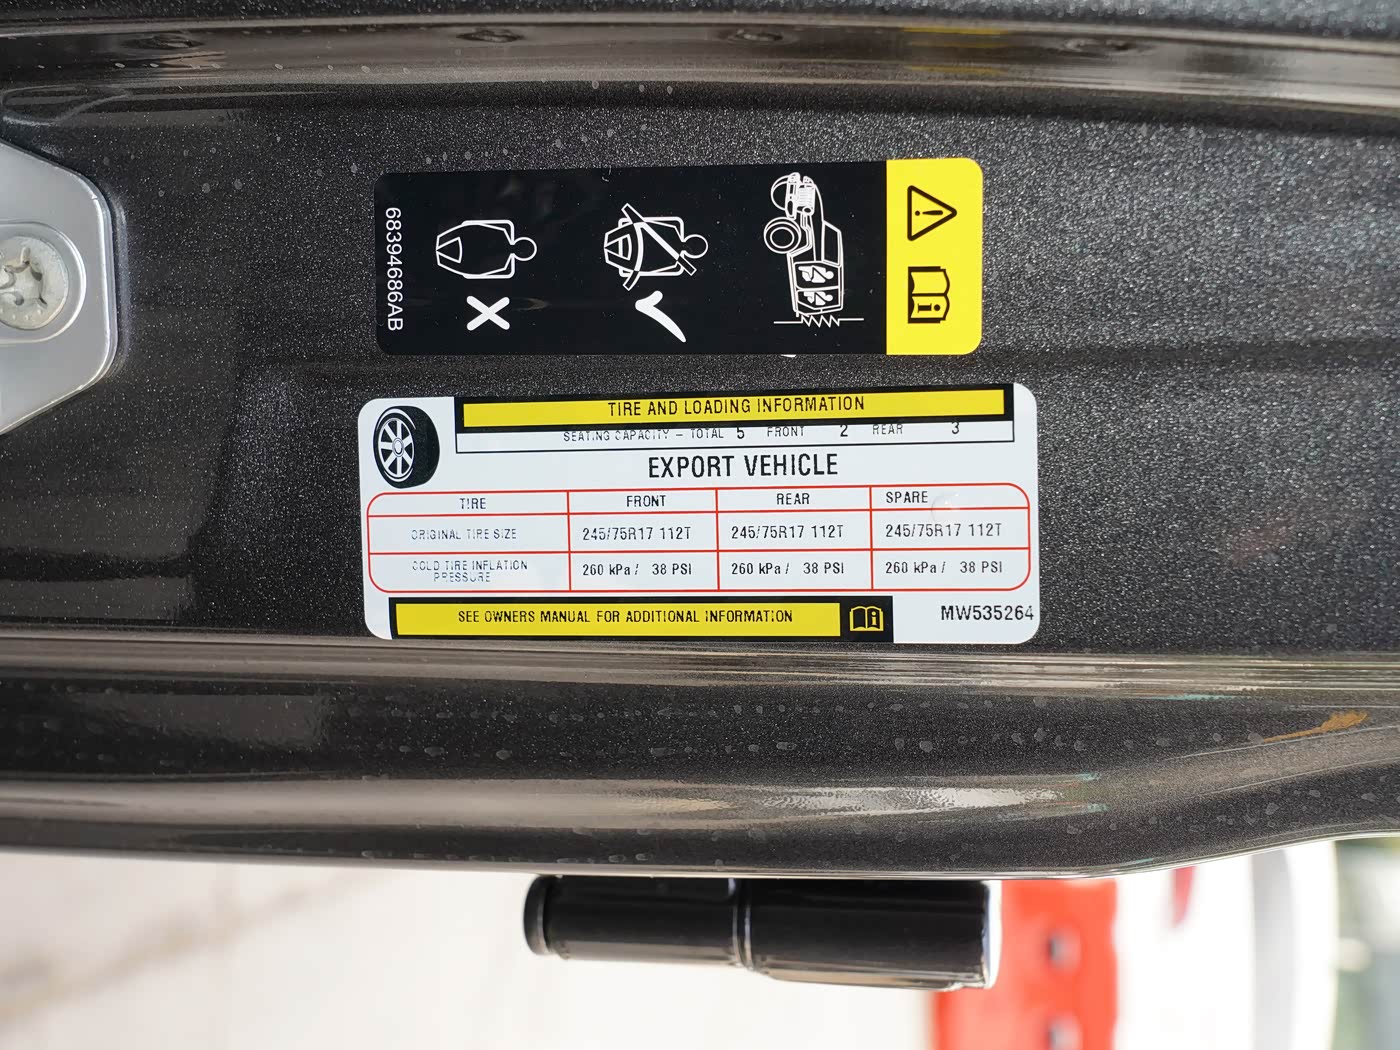 68394686AB
TIRE AND LOADING INFORMATION
SEATING CAPACITY – TOTAL 5 FRONT 2 REAR 3
EXPORT VEHICLE
TIRE FRONT REAR SPARE
ORIGINAL TIRE SIZE 245/75R17 112T 245/75R17 112T 245/75R17 112T
COLD TIRE INFLATION
PRESSURE 260 kPa / 38 PSI 260 kPa / 38 PSI 260 kPa / 38 PSI
SEE OWNERS MANUAL FOR ADDITIONAL INFORMATION
MW535264